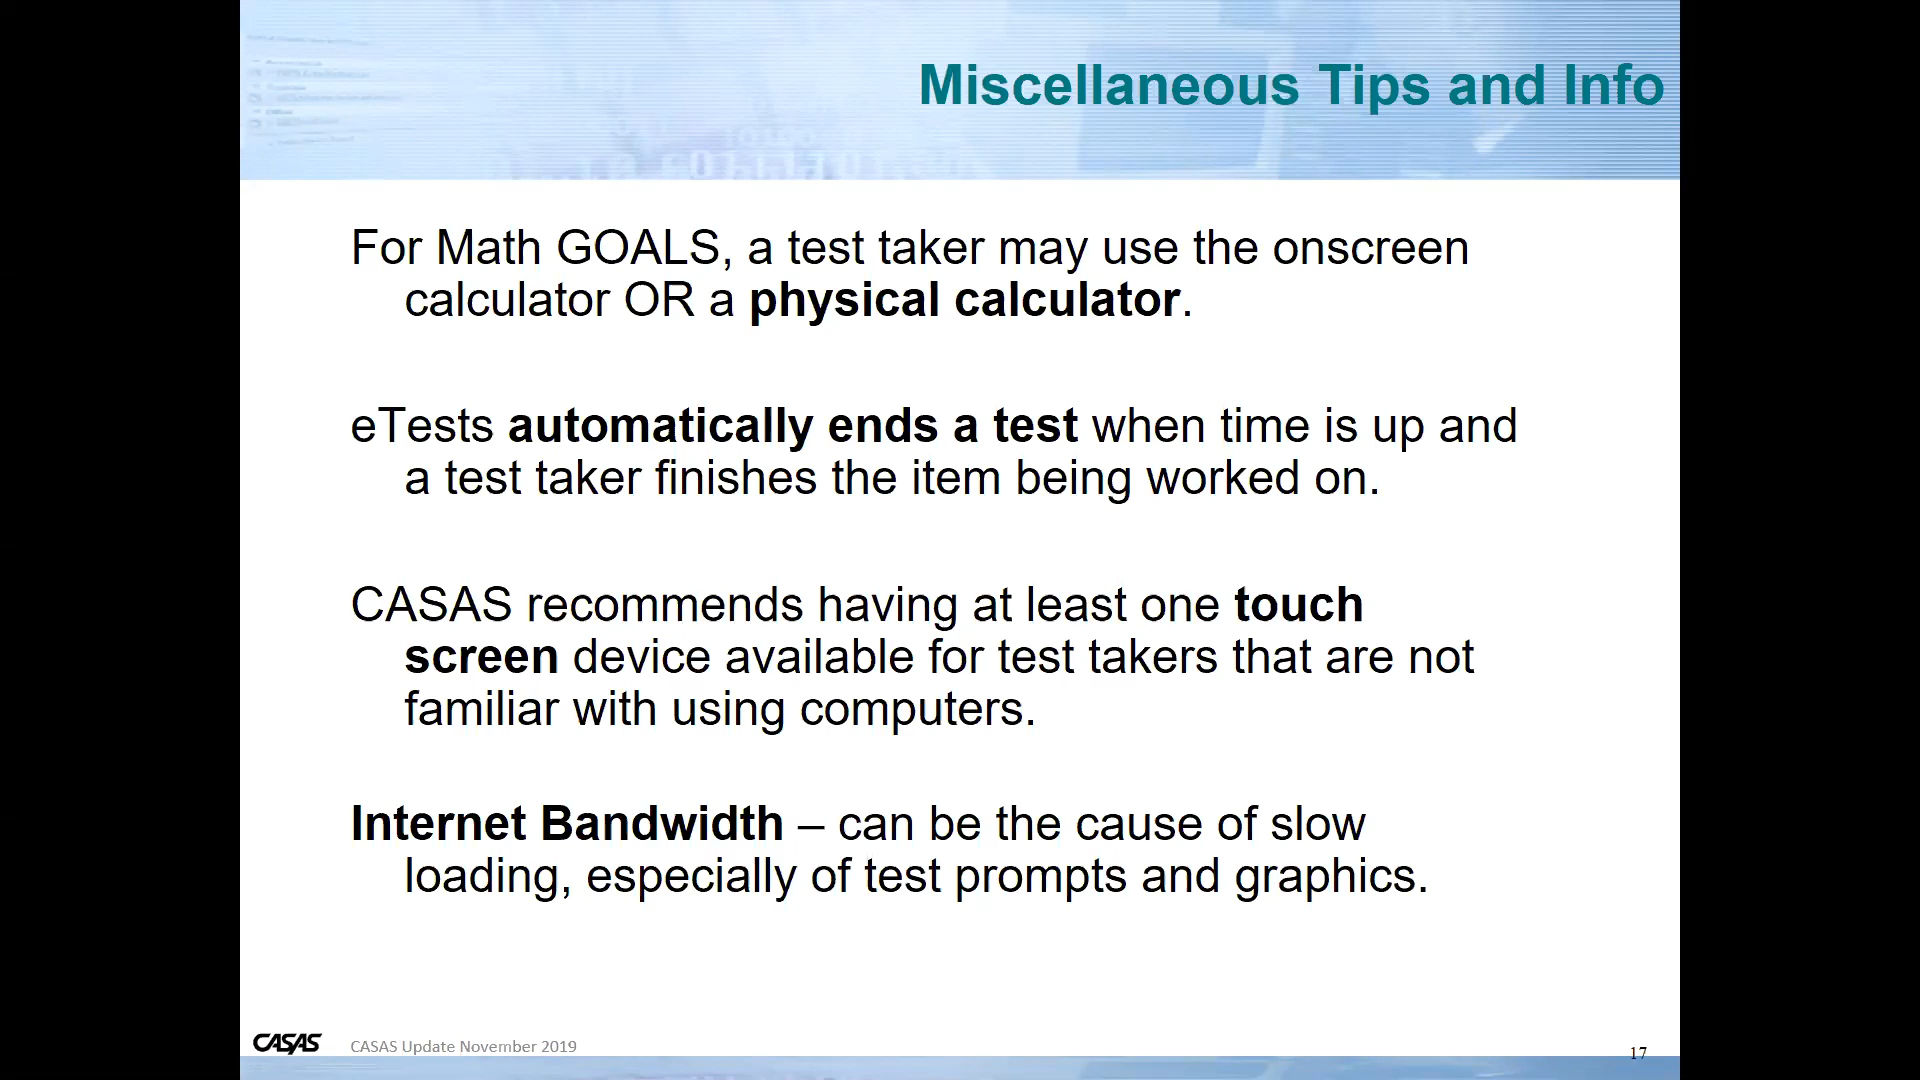 Miscellaneous Tips and Info
For Math GOALS, a test taker may use the onscreen
calculator OR a physical calculator.
eTests automatically ends a test when time is up and
a test taker finishes the item being worked on.
CASAS recommends having at least one touch
screen device available for test takers that are not
familiar with using computers.
Internet Bandwidth – can be the cause of slow
loading, especially of test prompts and graphics.
CASAS CASAS Update November 2019
17